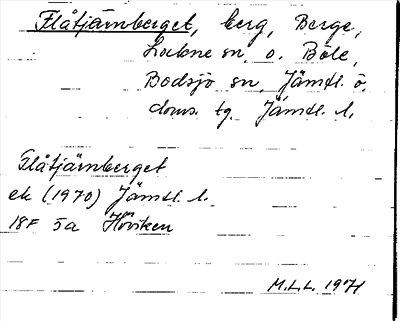 Flåtjärnberget, berg, Berge,
Lockne sn, o. Böle,
Bodsjö sn, Jämtl. ö.
doms. tg. Jämtl. l.
Flåtjärnberget
ek (1970) Jämtl. l.
18F 5a Höviken
M.L.L. 1971